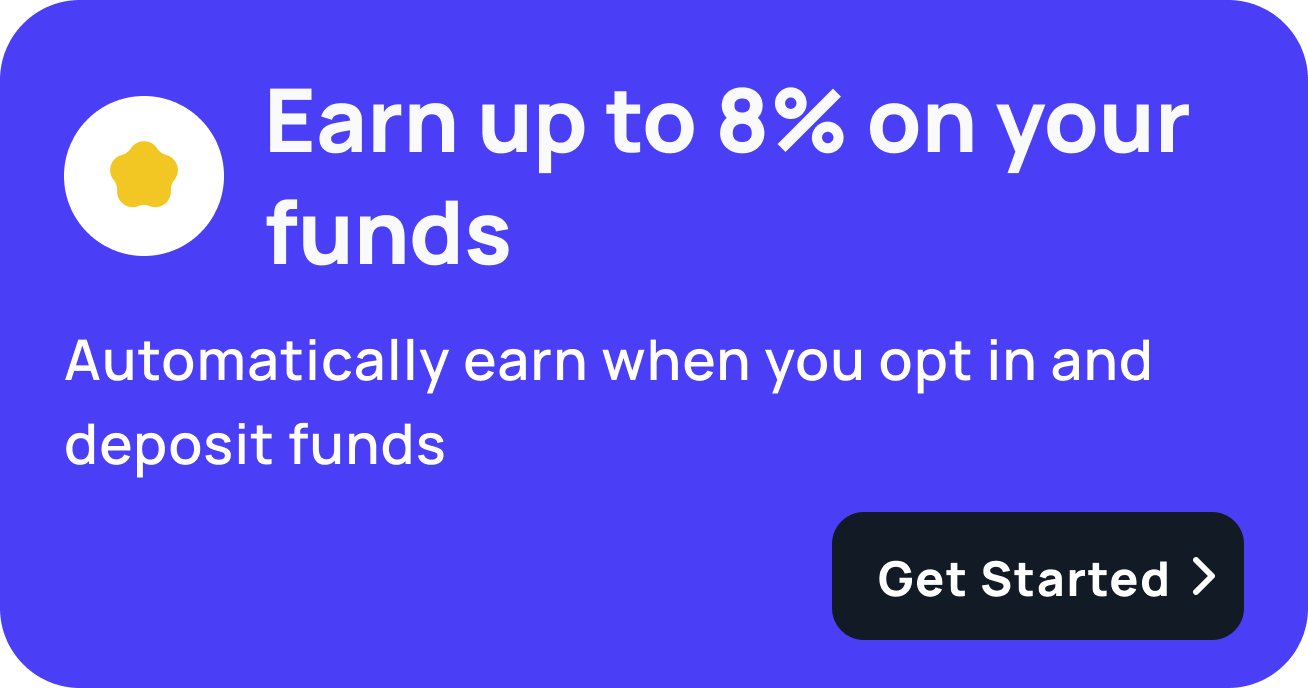 Earn up to 8% on your
funds
Automatically earn when you opt in and
deposit funds
Get Started